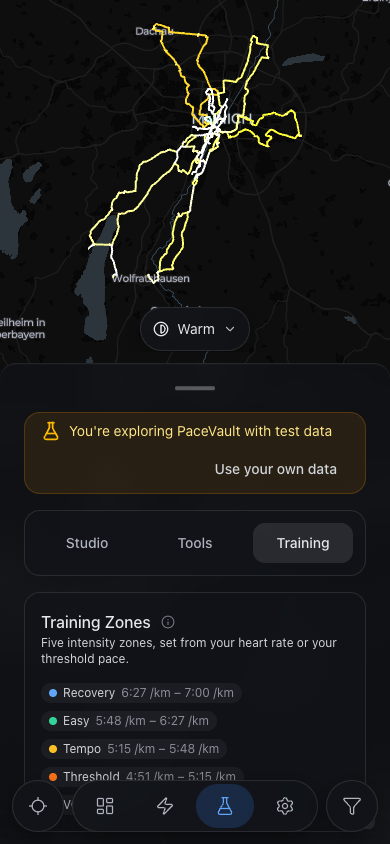 Dachau
MUNICH
Wolfratshausen
eilheim in
erbayern
Warm
You're exploring PaceVault with test data
Use your own data
Studio
Tools
Training
Training Zones
Five intensity zones, set from your heart rate or your
threshold pace.
Recovery 6:27 /km – 7:00 /km
Easy 5:48 /km – 6:27 /km
Tempo 5:15 /km – 5:48 /km
Threshold 4:51 /km – 5:15 /km